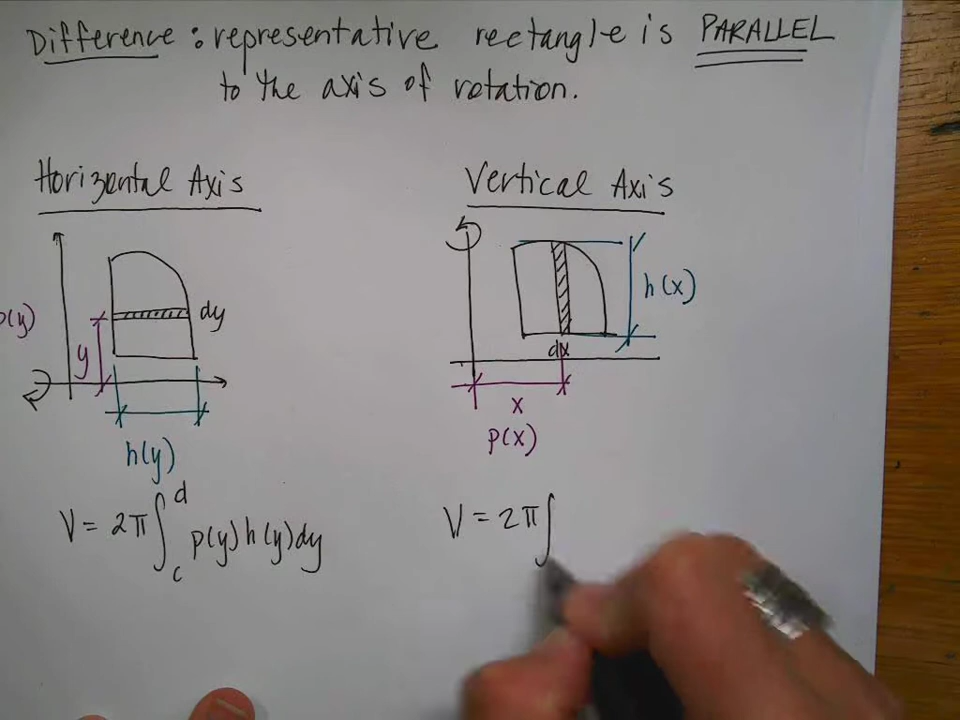 Difference : representative rectangle is PARALLEL
to the axis of rotation.
Horizontal Axis
dy
p(y)
y
h(y)
V = 2π∫_c^d p(y)h(y)dy
Vertical Axis
h(x)
dx
x
p(x)
V = 2π∫